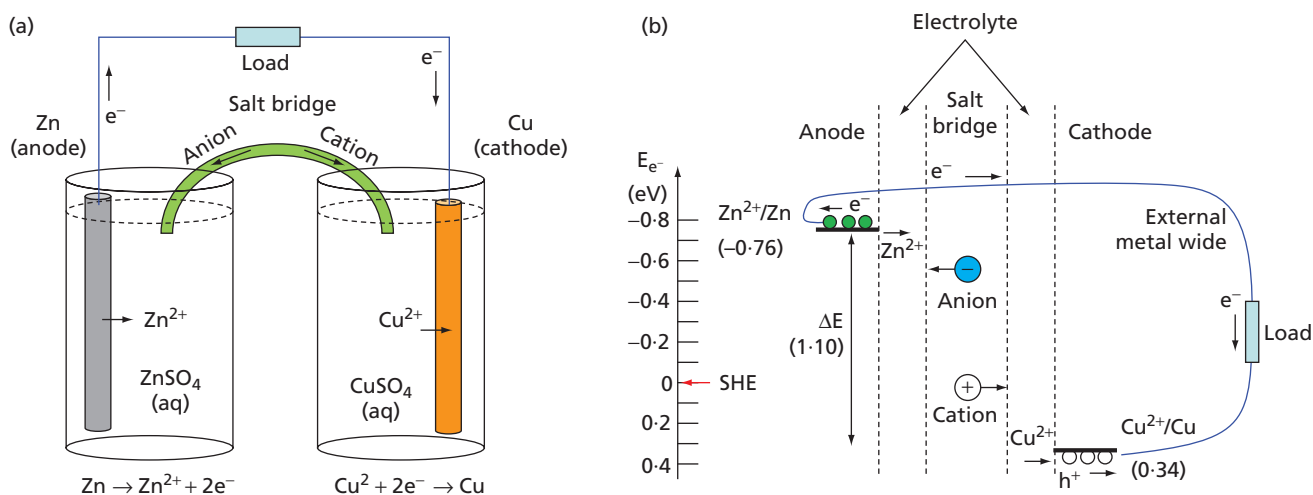 (a)
e⁻
Load
e⁻
Zn
(anode)
Salt bridge
Anion
Cation
Cu
(cathode)
Zn²⁺
Cu²⁺
ZnSO₄
(aq)
CuSO₄
(aq)
Zn → Zn²⁺ + 2e⁻
Cu² + 2e⁻ → Cu
(b)
Electrolyte
Anode
Salt
bridge
Cathode
E e⁻
(eV)
−0·8
−0·6
−0·4
−0·2
0
0·2
0·4
SHE
Zn²⁺/Zn
(−0·76)
e⁻
e⁻
Zn²⁺
−
Anion
ΔE
(1·10)
+
Cation
External
metal wide
e⁻
Load
Cu²⁺
h⁺
Cu²⁺/Cu
(0·34)